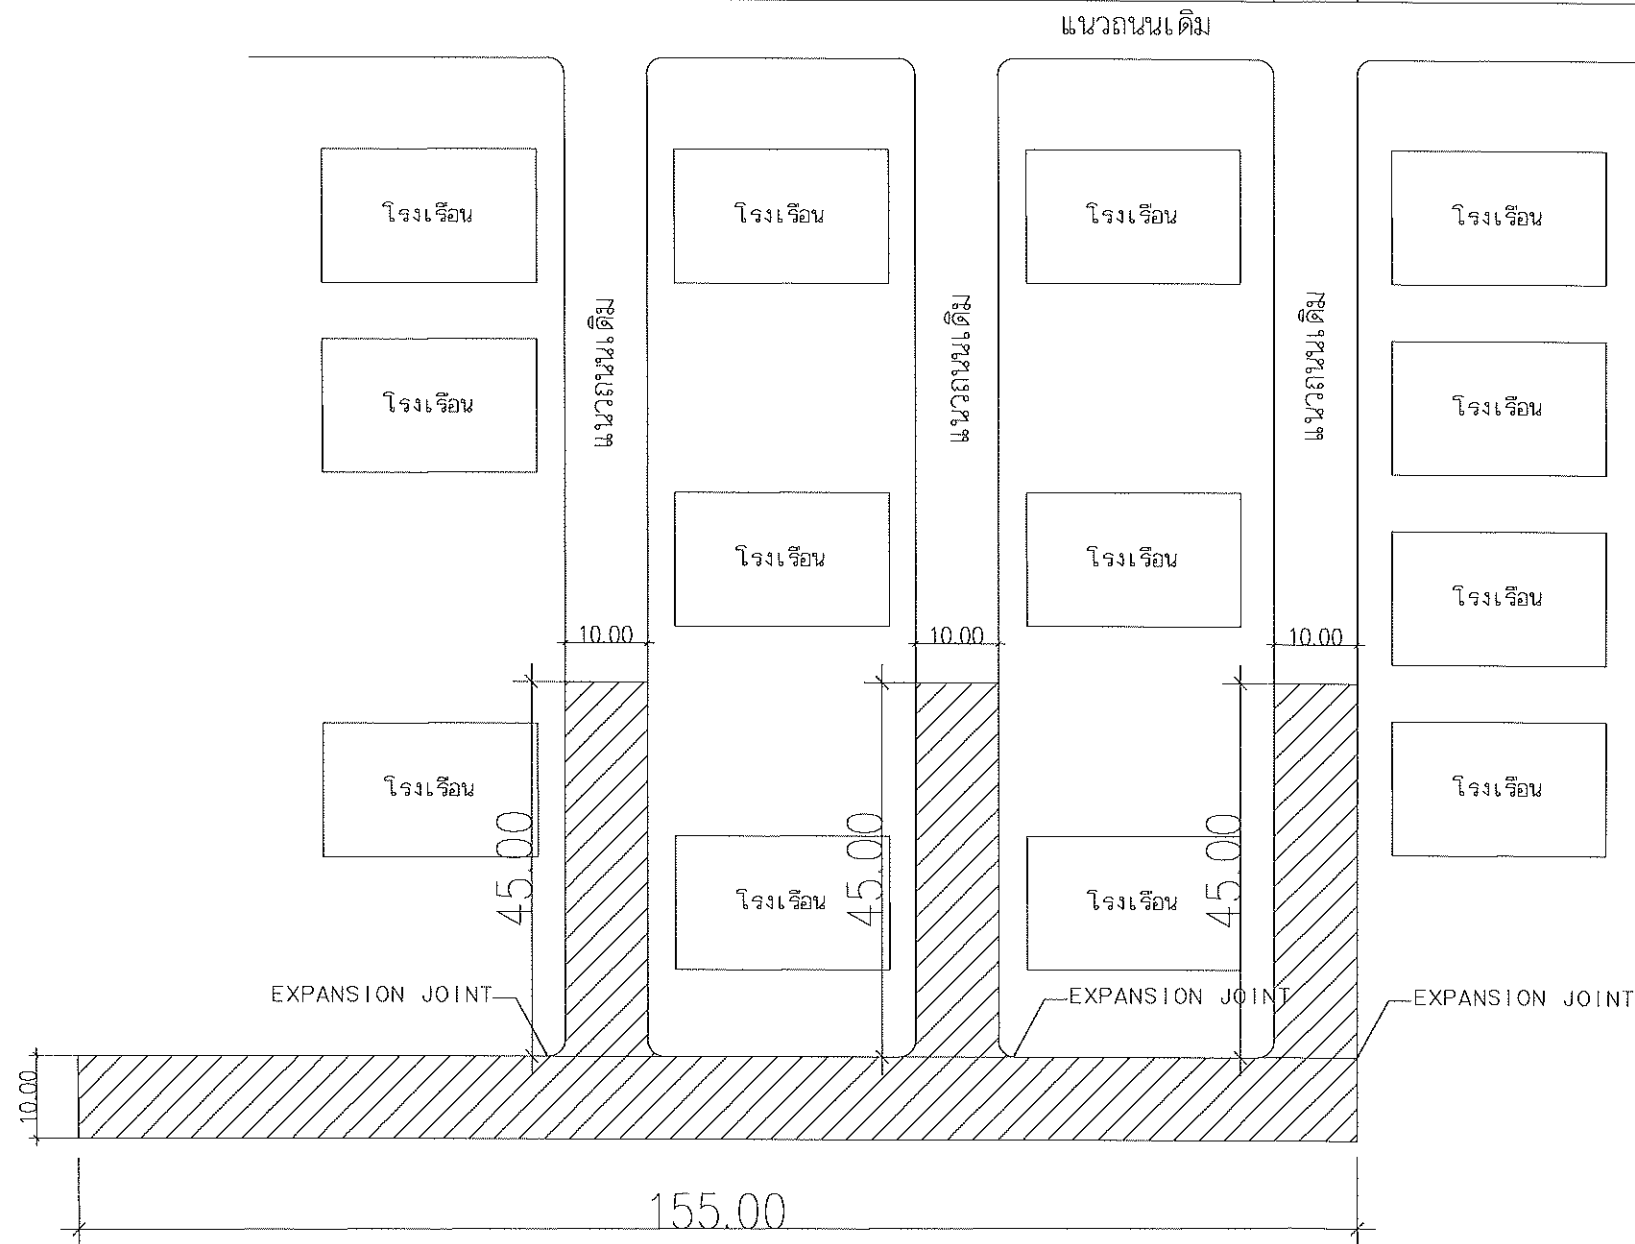 แนวถนนเดิม
โรงเรือน โรงเรือน โรงเรือน โรงเรือน
แนวถนนเดิม แนวถนนเดิม แนวถนนเดิม
โรงเรือน โรงเรือน
โรงเรือน โรงเรือน โรงเรือน
10.00 10.00 10.00
โรงเรือน โรงเรือน
45.00 45.00 45.00
โรงเรือน โรงเรือน
EXPANSION JOINT EXPANSION JOINT EXPANSION JOINT
10.00
155.00